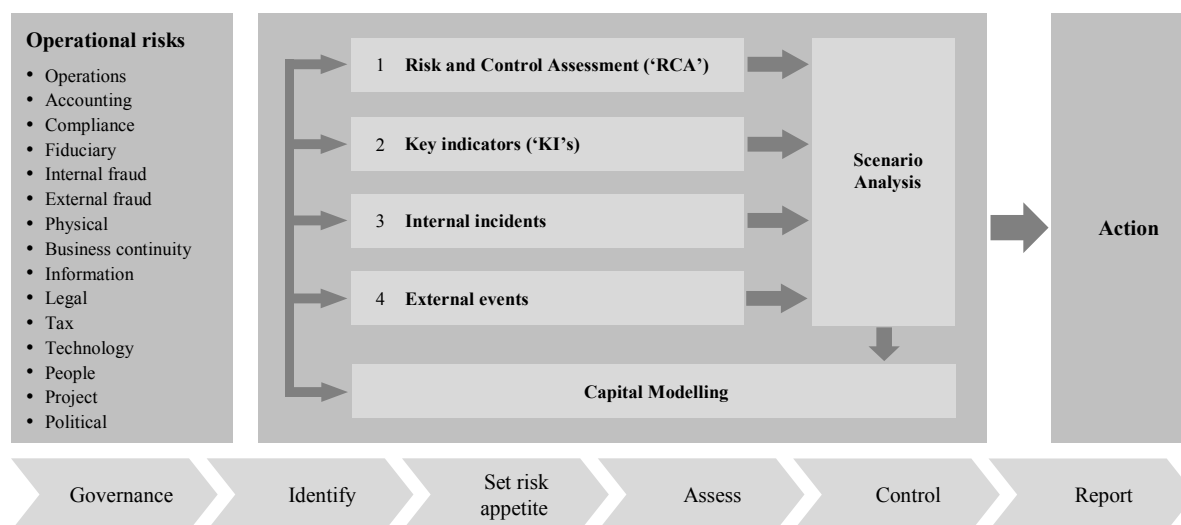 Operational risks
• Operations
• Accounting
• Compliance
• Fiduciary
• Internal fraud
• External fraud
• Physical
• Business continuity
• Information
• Legal
• Tax
• Technology
• People
• Project
• Political
1 Risk and Control Assessment (‘RCA’)
2 Key indicators (‘KI’s)
3 Internal incidents
4 External events
Scenario
Analysis
Capital Modelling
Action
Governance
Identify
Set risk
appetite
Assess
Control
Report